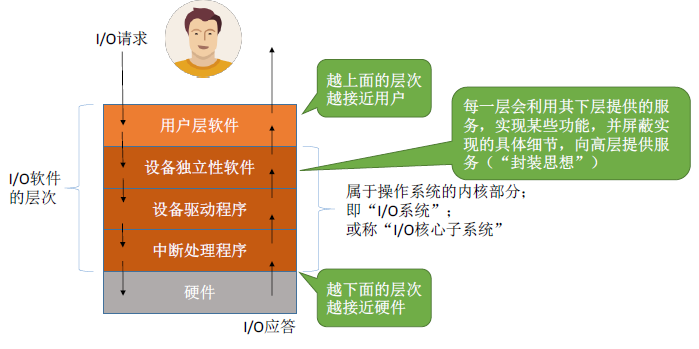 I/O请求
越上面的层次
越接近用户
用户层软件
每一层会利用其下层提供的服
务，实现某些功能，并屏蔽实
现的具体细节，向高层提供服
务（“封装思想”）
设备独立性软件
I/O软件
的层次
设备驱动程序
属于操作系统的内核部分；
即“I/O系统”；
或称“I/O核心子系统”
中断处理程序
硬件
越下面的层次
越接近硬件
I/O应答